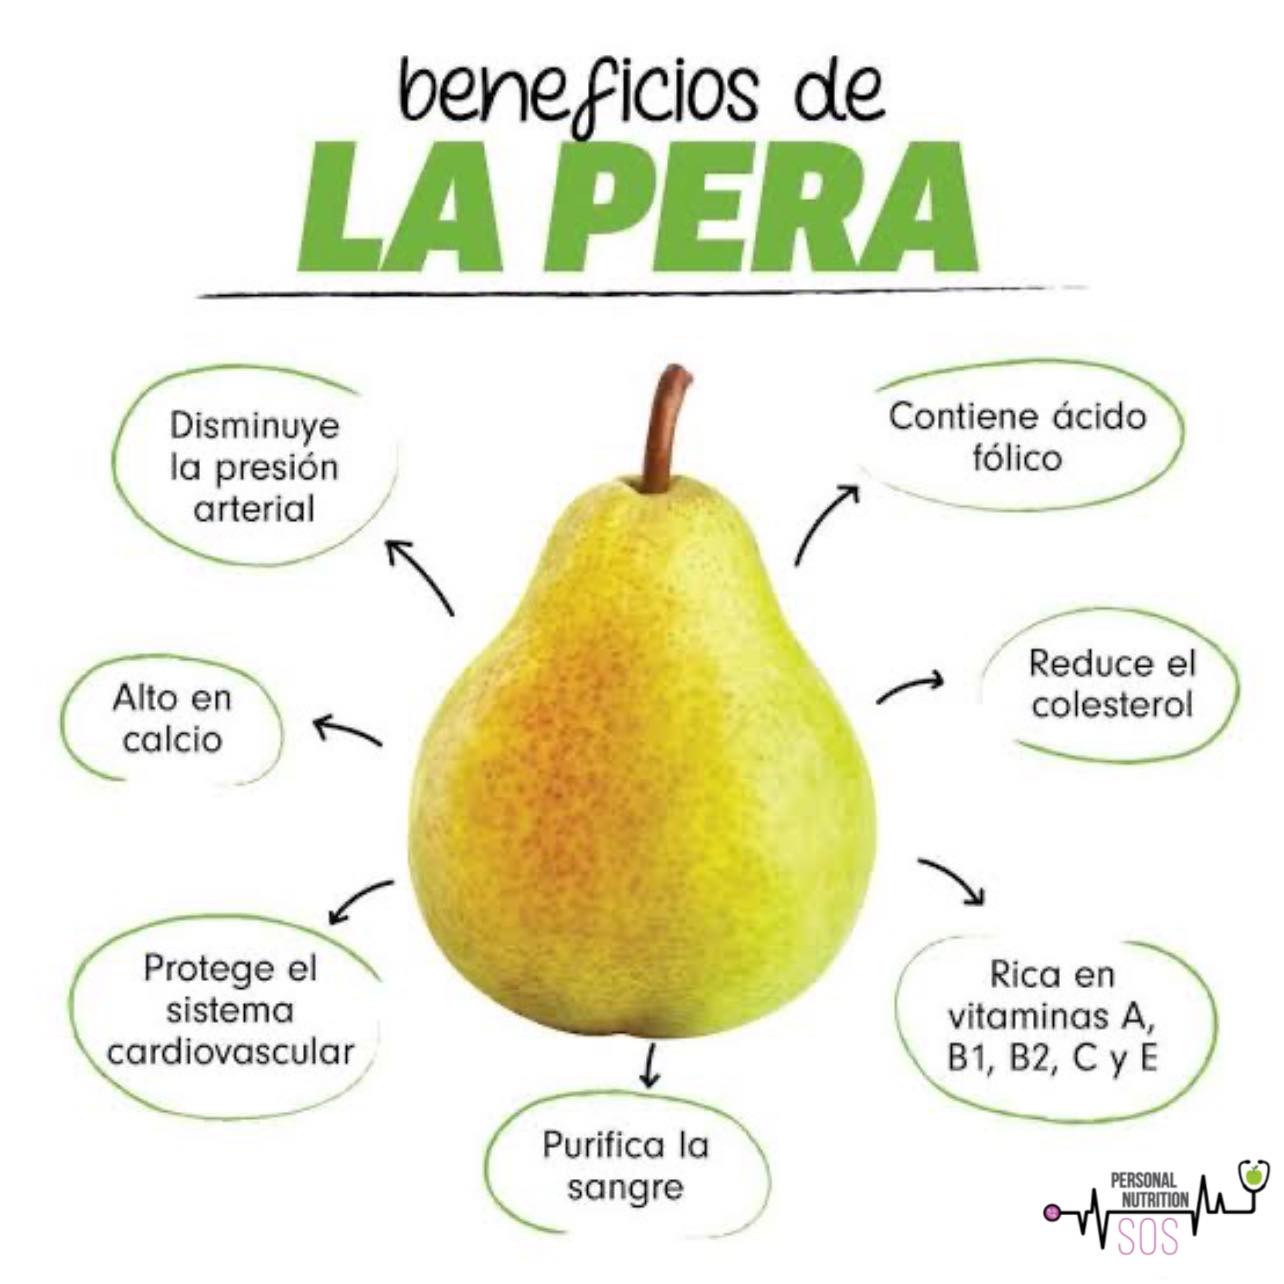 beneficios de
LA PERA
Disminuye
la presión
arterial
Contiene ácido
fólico
Alto en
calcio
Reduce el
colesterol
Protege el
sistema
cardiovascular
Rica en
vitaminas A,
B1, B2, C y E
Purifica la
sangre
PERSONAL
NUTRITION
SOS